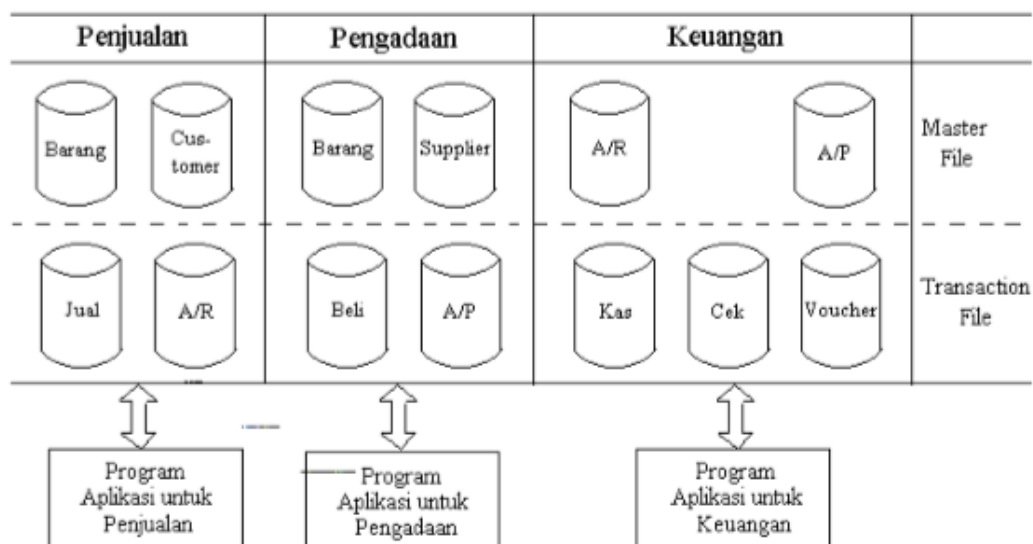 Penjualan
Pengadaan
Keuangan
Barang
Cus-
tomer
Barang
Supplier
A/R
A/P
Master
File
Jual
A/R
Beli
A/P
Kas
Cek
Voucher
Transaction
File
Program
Aplikasi untuk
Penjualan
Program
Aplikasi untuk
Pengadaan
Program
Aplikasi untuk
Keuangan